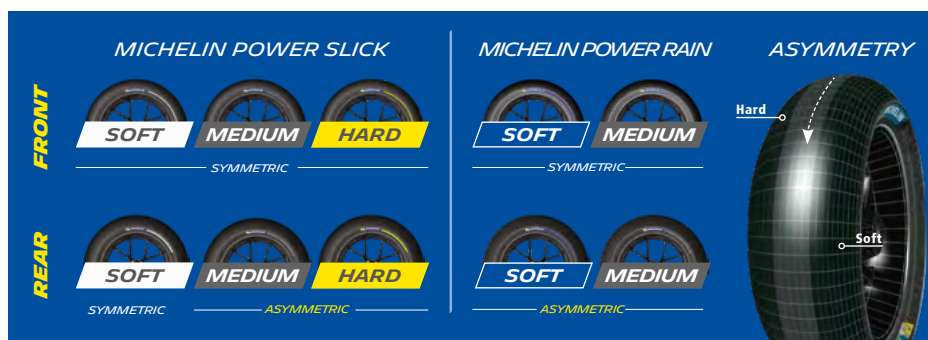 MICHELIN POWER SLICK
MICHELIN POWER RAIN
ASYMMETRY
FRONT
SOFT
MEDIUM
HARD
SYMMETRIC
SOFT
MEDIUM
SYMMETRIC
REAR
SOFT
MEDIUM
HARD
SYMMETRIC
ASYMMETRIC
SOFT
MEDIUM
ASYMMETRIC
Hard
Soft